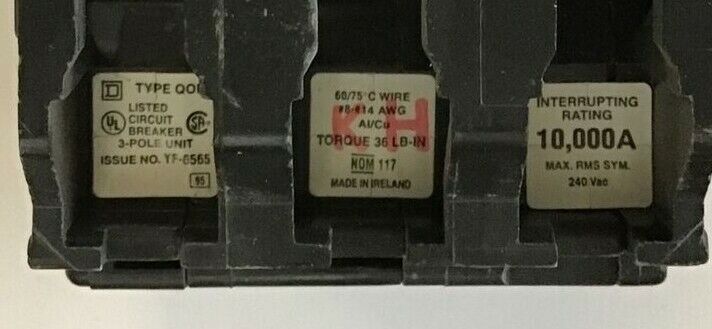 TYPE QOU
LISTED
CIRCUIT
BREAKER
3-POLE UNIT
ISSUE NO. YF-6565
95
60/75°C WIRE
#8-#14 AWG
Al/Cu
TORQUE 36 LB-IN
NOM 117
MADE IN IRELAND
KH
INTERRUPTING
RATING
10,000A
MAX. RMS SYM.
240 Vac